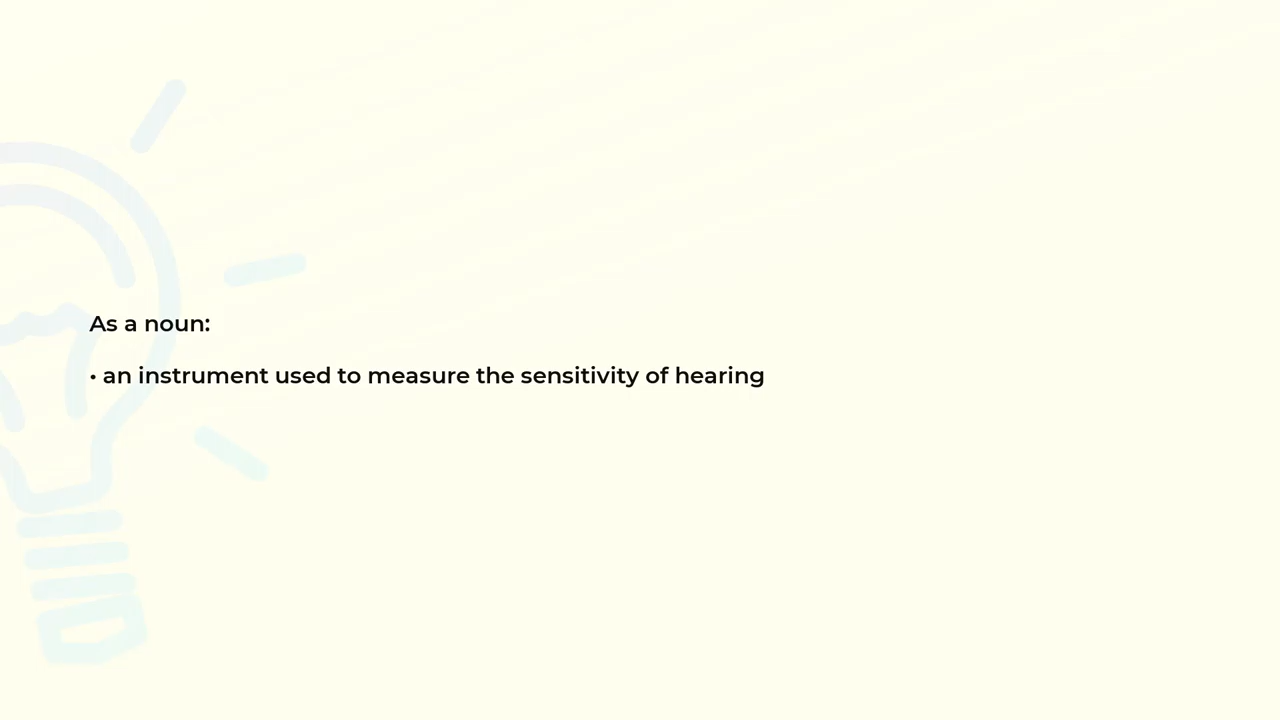 As a noun:
• an instrument used to measure the sensitivity of hearing